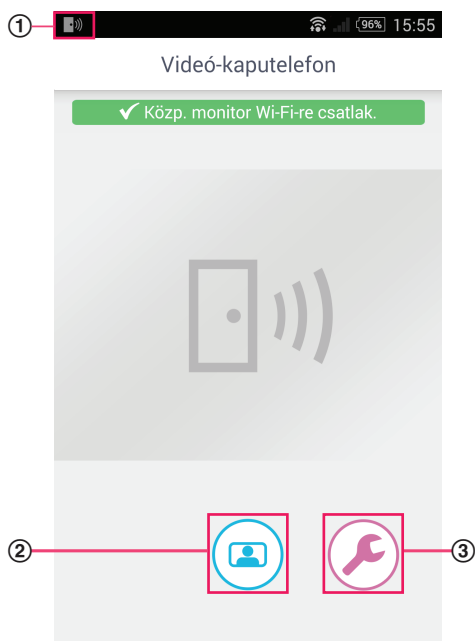 ①
96% 15:55
Videó-kaputelefon
Közp. monitor Wi-Fi-re csatlak.
②
③